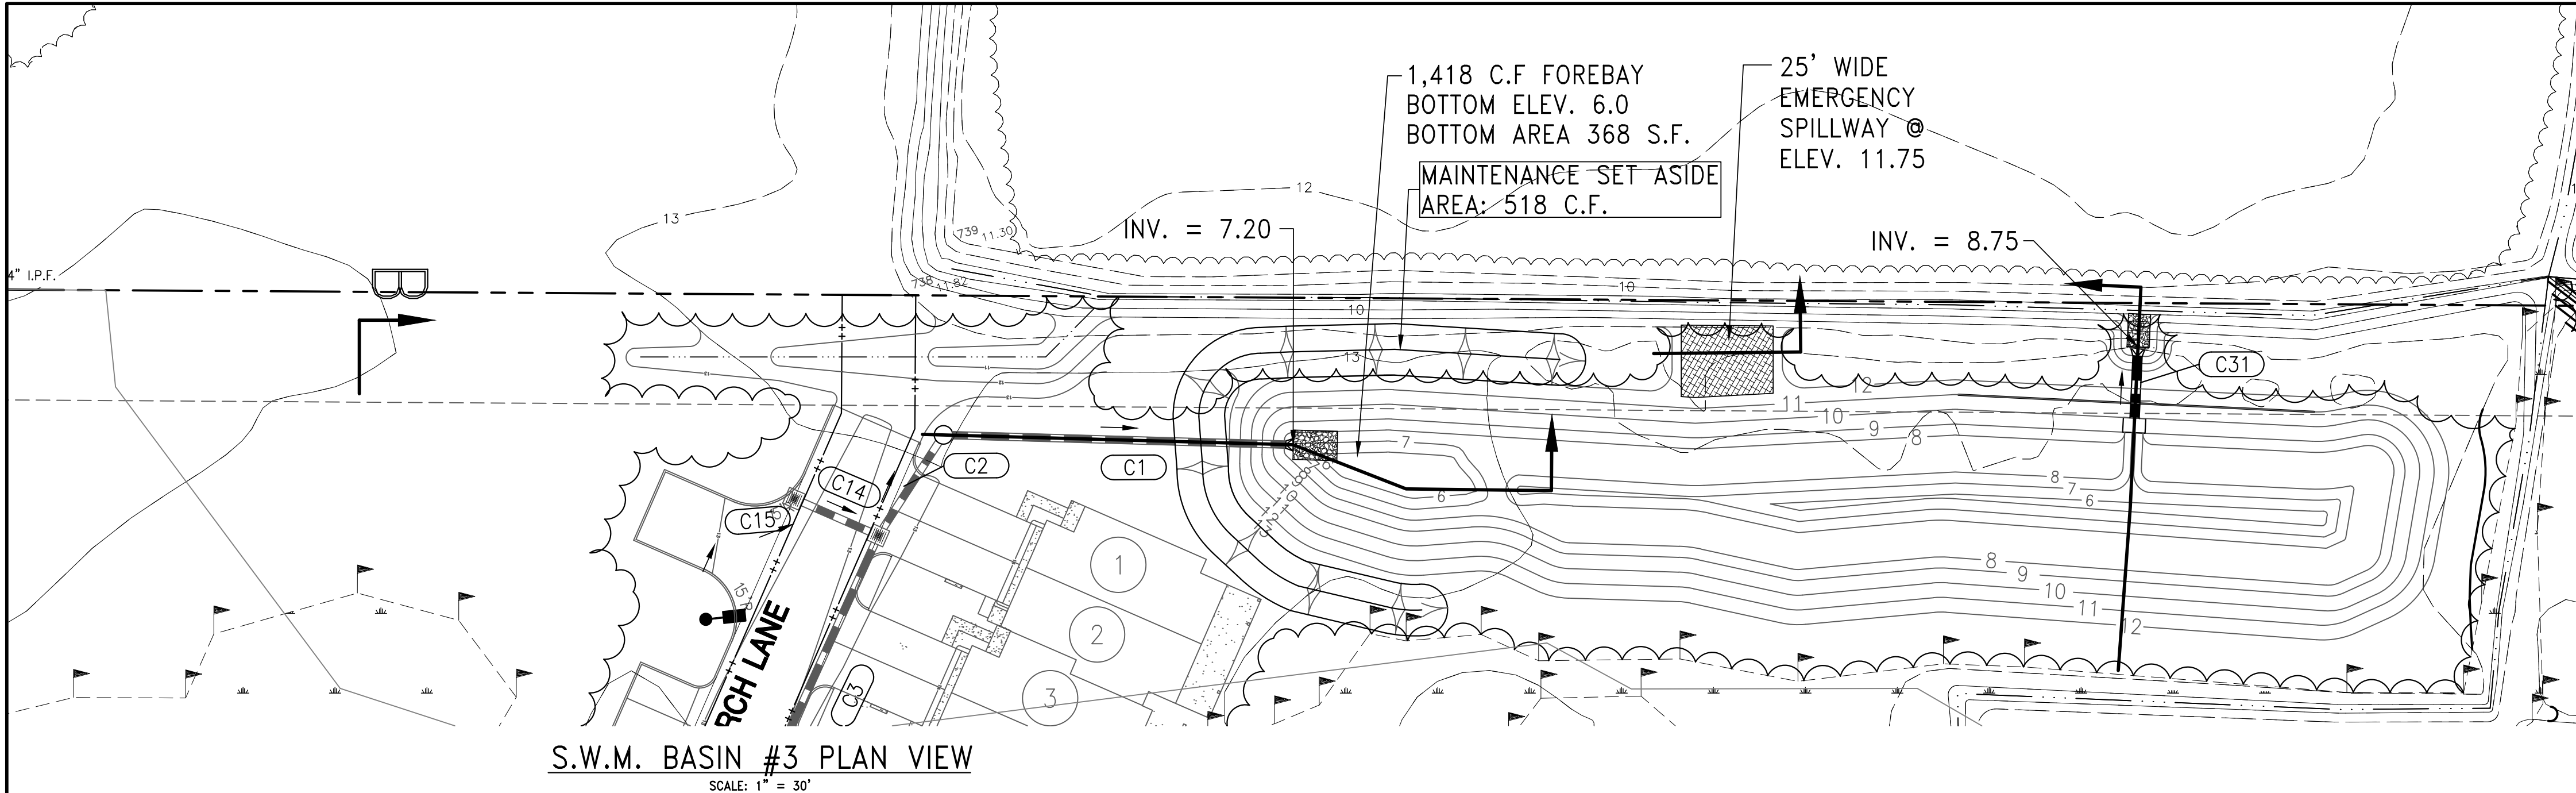 1,418 C.F FOREBAY
BOTTOM ELEV. 6.0
BOTTOM AREA 368 S.F.
25' WIDE
EMERGENCY
SPILLWAY @
ELEV. 11.75
MAINTENANCE SET ASIDE
AREA: 518 C.F.
12
13
INV. = 7.20
739
11.30
INV. = 8.75
4" I.P.F.
738
11.82
10
10
13
C31
12
11
10
9
8
7
C2
C1
C14
C15
6
8
7
6
1
2
3
8
9
10
11
12
RCH LANE
C3
S.W.M. BASIN #3 PLAN VIEW
SCALE: 1" = 30'